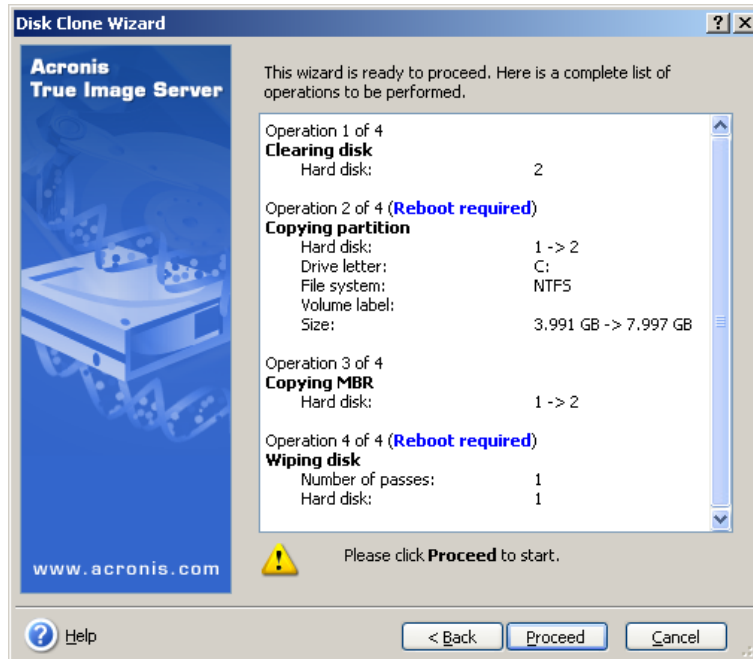 Disk Clone Wizard
Acronis
True Image Server
This wizard is ready to proceed. Here is a complete list of
operations to be performed.
Operation 1 of 4
Clearing disk
Hard disk: 2
Operation 2 of 4 (Reboot required)
Copying partition
Hard disk: 1 -> 2
Drive letter: C:
File system: NTFS
Volume label:
Size: 3.991 GB -> 7.997 GB
Operation 3 of 4
Copying MBR
Hard disk: 1 -> 2
Operation 4 of 4 (Reboot required)
Wiping disk
Number of passes: 1
Hard disk: 1
Please click Proceed to start.
www.acronis.com
Help
< Back
Proceed
Cancel